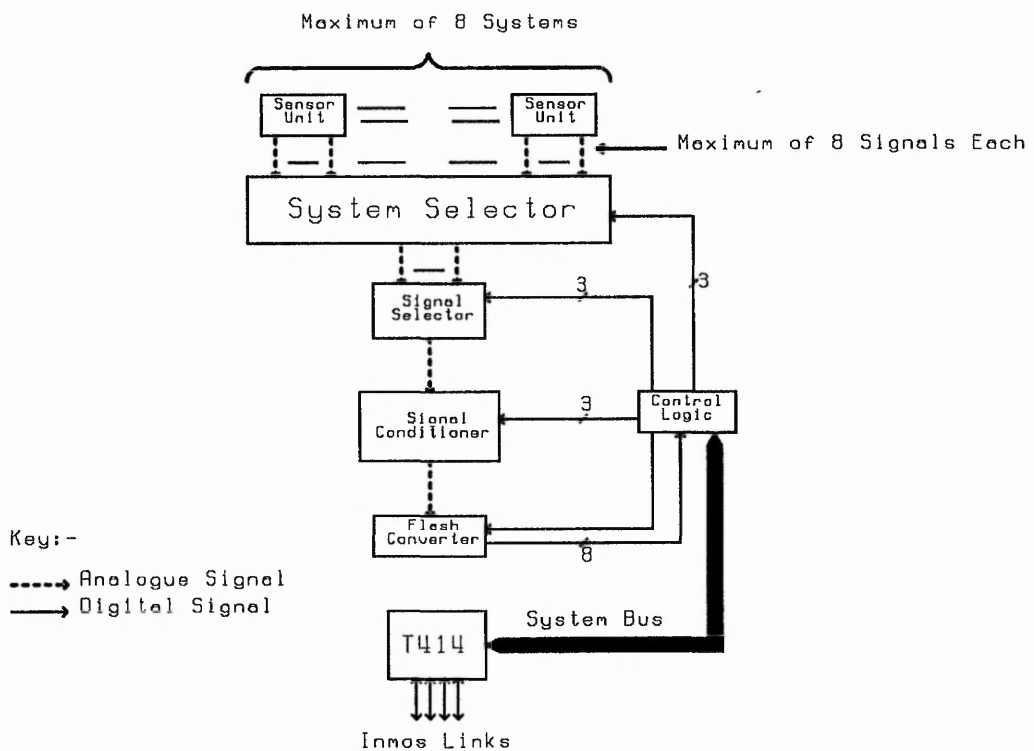 Maximum of 8 Systems
Sensor
Unit
Sensor
Unit
Maximum of 8 Signals Each
System Selector
3
3
Signal
Selector
3
Control
Logic
Signal
Conditioner
Flash
Converter
8
Key:-
Analogue Signal
Digital Signal
System Bus
T414
Inmos Links